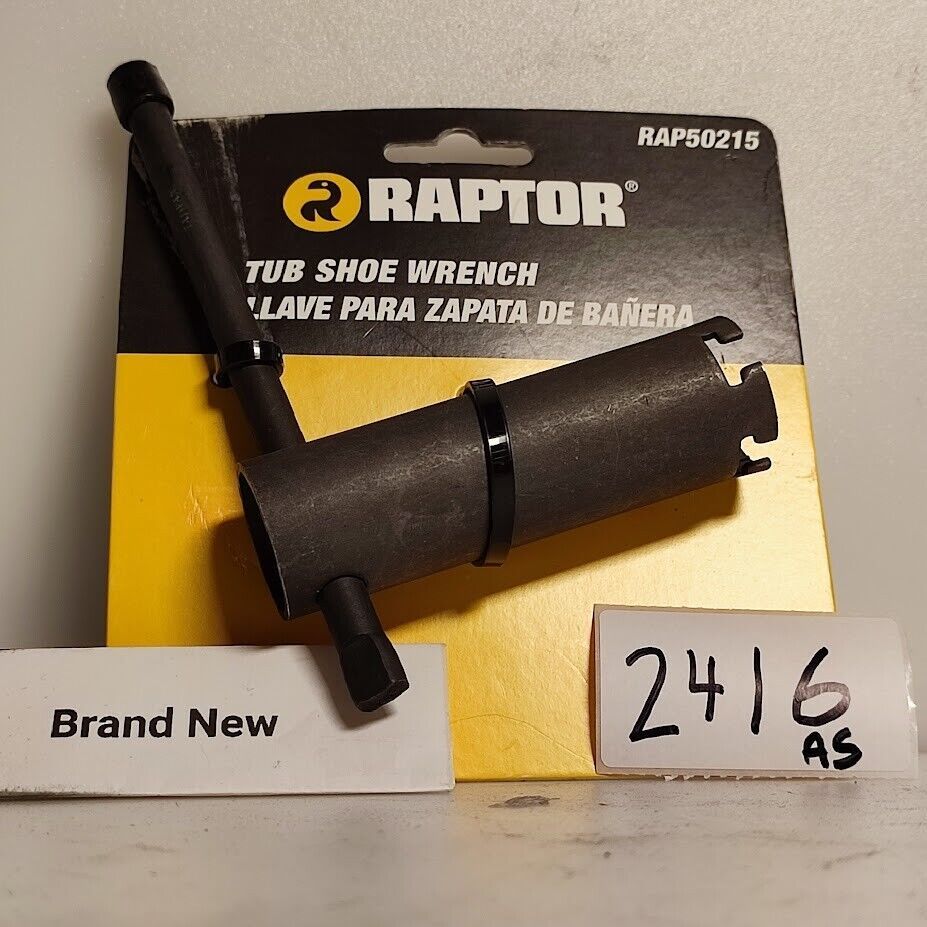 RAP50215
RAPTOR®
TUB SHOE WRENCH
LLAVE PARA ZAPATA DE BAÑERA
Brand New
2416
AS